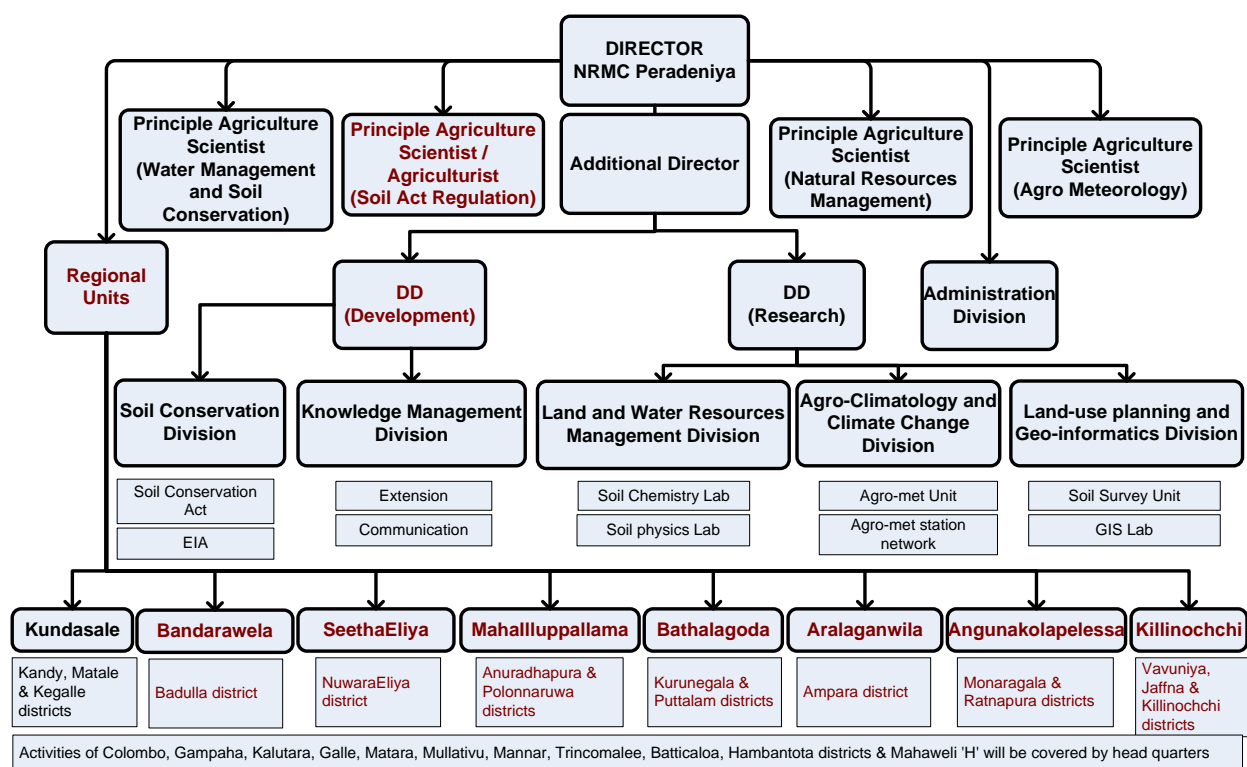 DIRECTOR
NRMC Peradeniya
Principle Agriculture
Scientist
(Water Management
and Soil
Conservation)
Principle Agriculture
Scientist /
Agriculturist
(Soil Act Regulation)
Additional Director
Principle Agriculture
Scientist
(Natural Resources
Management)
Principle Agriculture
Scientist
(Agro Meteorology)
Regional
Units
DD
(Development)
DD
(Research)
Administration
Division
Soil Conservation
Division
Knowledge Management
Division
Land and Water Resources
Management Division
Agro-Climatology and
Climate Change
Division
Land-use planning and
Geo-informatics Division
Soil Conservation
Act
EIA
Extension
Communication
Soil Chemistry Lab
Soil physics Lab
Agro-met Unit
Agro-met station
network
Soil Survey Unit
GIS Lab
Kundasale
Bandarawela
SeethaEliya
Mahallluppallama
Bathalagoda
Aralaganwila
Angunakolapelessa
Killinochchi
Kandy, Matale
& Kegalle
districts
Badulla district
NuwaraEliya
district
Anuradhapura &
Polonnaruwa
districts
Kurunegala &
Puttalam districts
Ampara district
Monaragala &
Ratnapura districts
Vavuniya,
Jaffna &
Killinochchi
districts
Activities of Colombo, Gampaha, Kalutara, Galle, Matara, Mullativu, Mannar, Trincomalee, Batticaloa, Hambantota districts & Mahaweli 'H' will be covered by head quarters